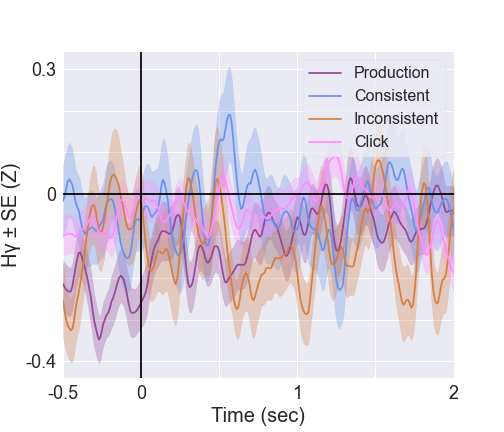 Production
Consistent
Inconsistent
Click
0.3
0
-0.4
Hγ ± SE (Z)
-0.5
0
1
2
Time (sec)